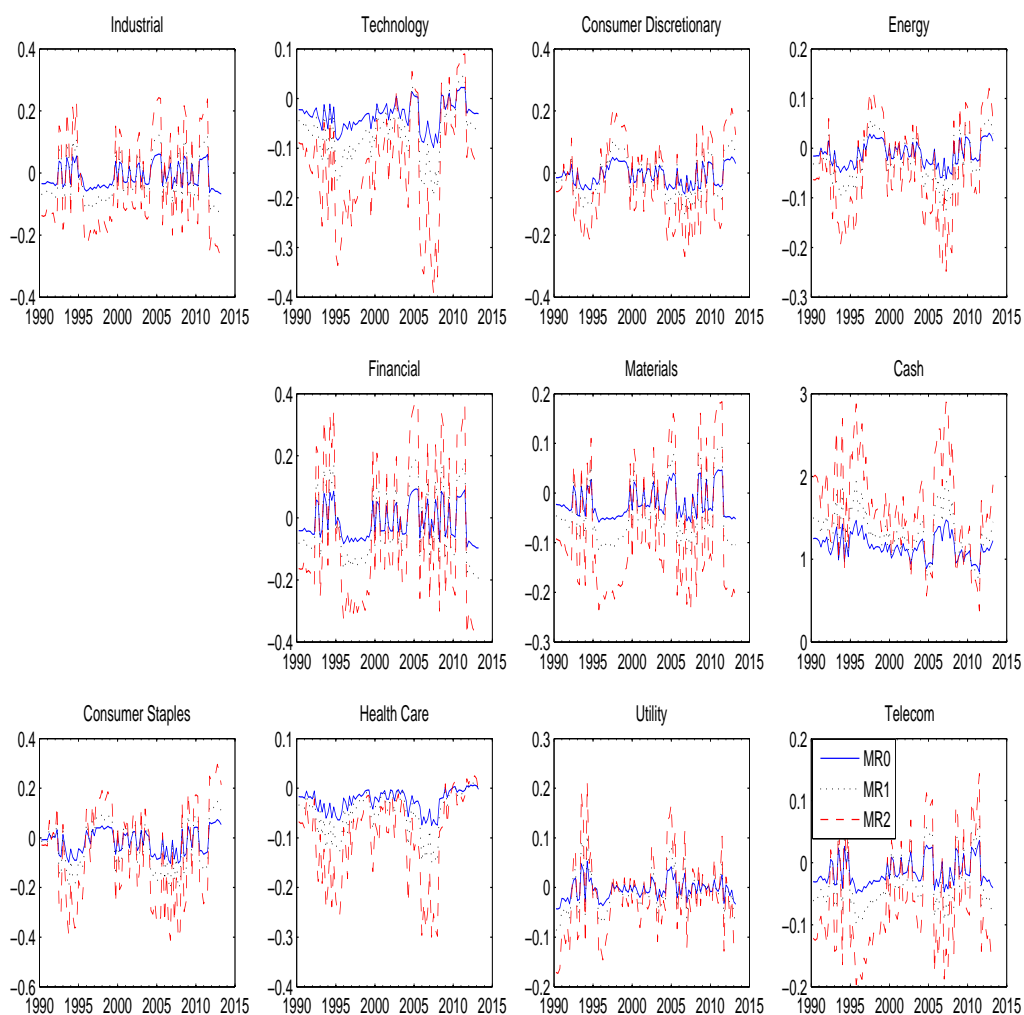 Industrial Technology Consumer Discretionary Energy
0.4 0.1 0.4 0.2
0.2 0 0.2 0.1
0 −0.1 0 0
−0.2 −0.2 −0.2 −0.1
−0.3 −0.2
−0.4 −0.4 −0.4 −0.3
1990 1995 2000 2005 2010 2015 1990 1995 2000 2005 2010 2015 1990 1995 2000 2005 2010 2015 1990 1995 2000 2005 2010 2015
Financial Materials Cash
0.4 0.2 3
0.2 0.1 2
0 0 1
−0.2 −0.1
−0.2
−0.4 −0.3 0
1990 1995 2000 2005 2010 2015 1990 1995 2000 2005 2010 2015 1990 1995 2000 2005 2010 2015
Consumer Staples Health Care Utility Telecom
0.4 0.1 0.3 0.2
MR0
0.2 0 0.2 0.1
MR1
0 −0.1 0.1
MR2
−0.2 −0.2 0 0
−0.4 −0.3 −0.1 −0.1
−0.6 −0.4 −0.2 −0.2
1990 1995 2000 2005 2010 2015 1990 1995 2000 2005 2010 2015 1990 1995 2000 2005 2010 2015 1990 1995 2000 2005 2010 2015